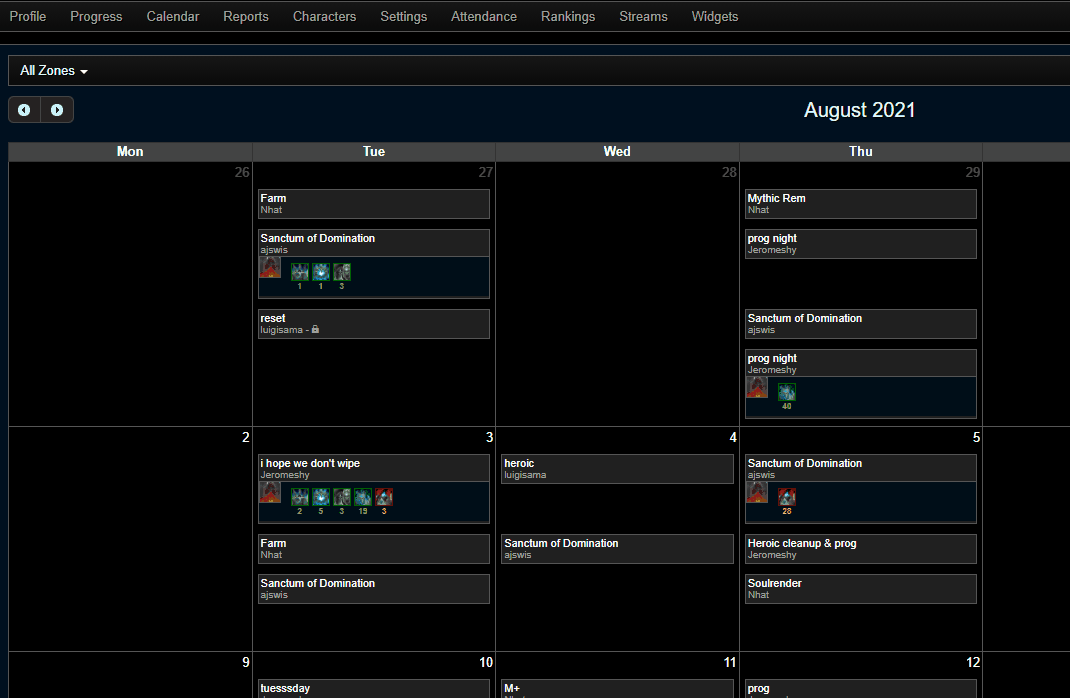 Profile Progress Calendar Reports Characters Settings Attendance Rankings Streams Widgets
All Zones
August 2021
Mon Tue Wed Thu
26 27 28 29
Farm
Nhat
Sanctum of Domination
ajswis
1 1 3
reset
luigisama -
Mythic Rem
Nhat
prog night
Jeromeshy
Sanctum of Domination
ajswis
prog night
Jeromeshy
40
2 3 4 5
i hope we don't wipe
Jeromeshy
2 5 3 15 3
Farm
Nhat
Sanctum of Domination
ajswis
heroic
luigisama
Sanctum of Domination
ajswis
Sanctum of Domination
ajswis
28
Heroic cleanup & prog
Jeromeshy
Soulrender
Nhat
9 10 11 12
tuesssday
M+
prog